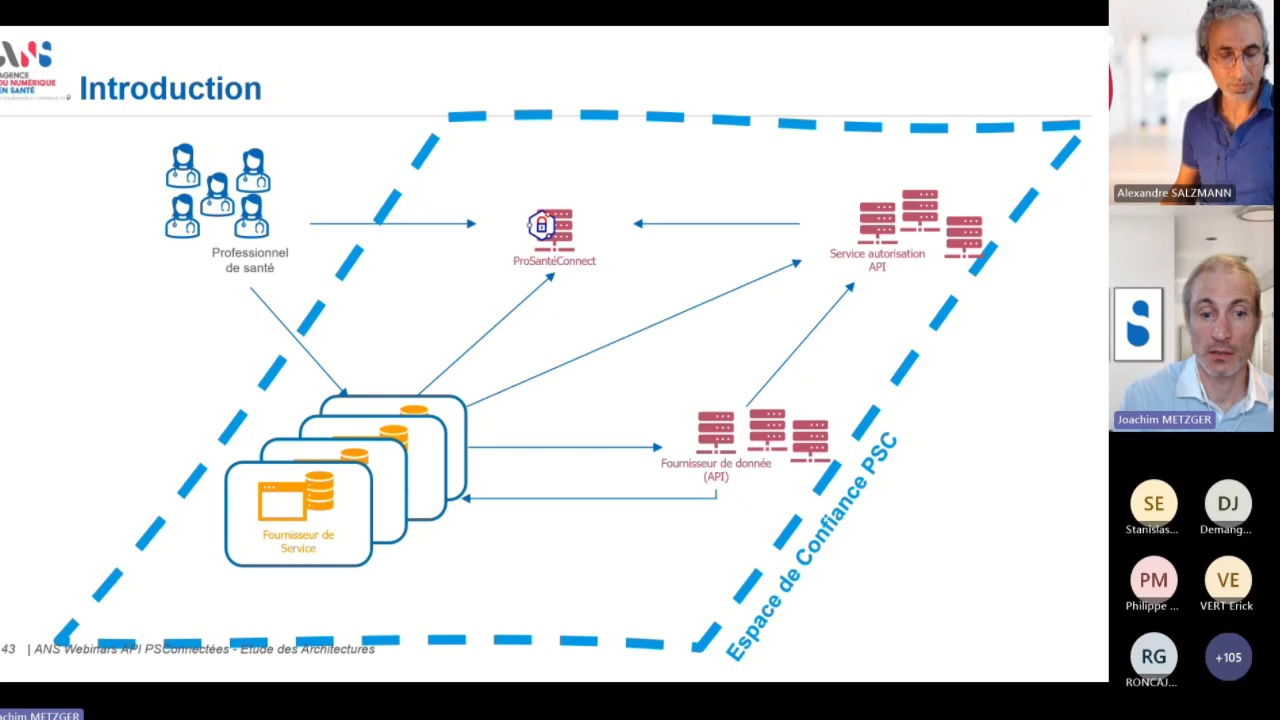 ANS
AGENCE
DU NUMÉRIQUE
EN SANTÉ
Introduction
Professionnel
de santé
ProSantéConnect
Service autorisation
API
Fournisseur de donnée
(API)
Fournisseur de
Service
Espace de Confiance PSC
43 | ANS Webinars API PSConnectées - Etude des Architectures
Alexandre SALZMANN
Joachim METZGER
SE
Stanislas...
DJ
Demang...
PM
Philippe ...
VE
VERT Erick
RG
RONCAJ...
+105
achim METZGER